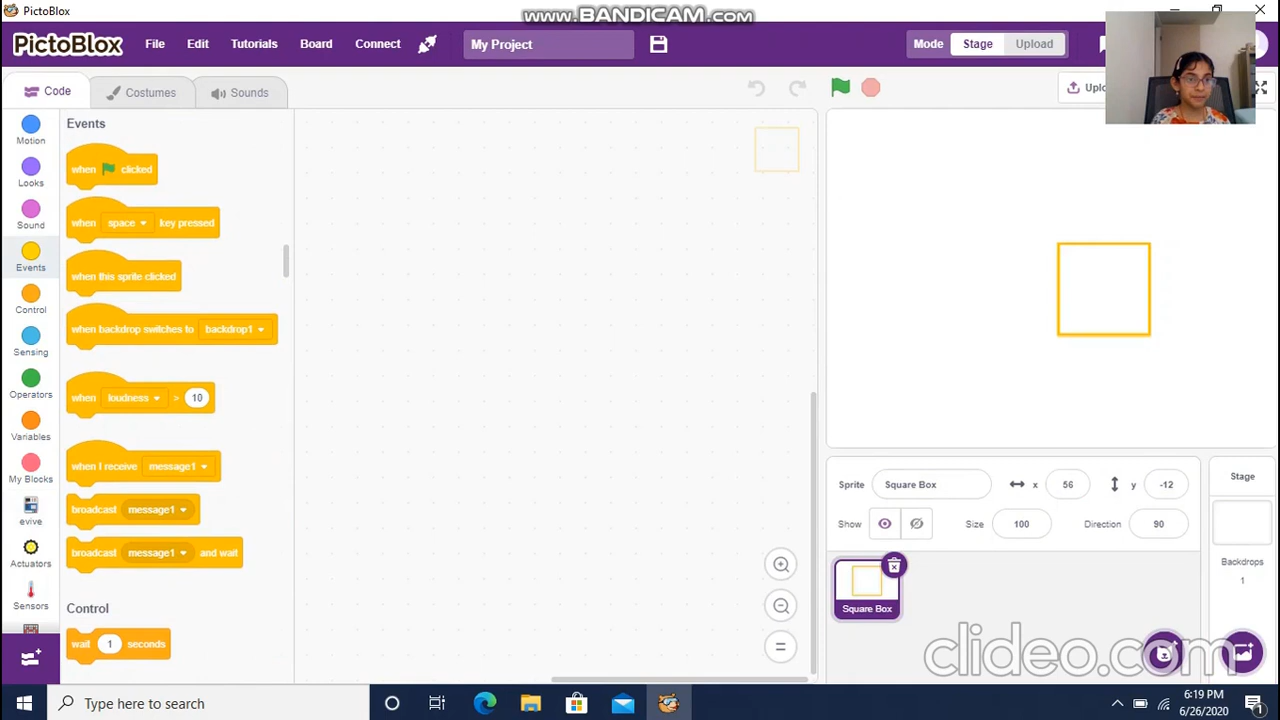 PictoBlox
www.BANDICAM.com
PictoBlox
File
Edit
Tutorials
Board
Connect
My Project
Mode
Stage
Upload
Code
Costumes
Sounds
Motion
Looks
Sound
Events
Control
Sensing
Operators
Variables
My Blocks
evive
Actuators
Sensors
Events
when clicked
when space key pressed
when this sprite clicked
when backdrop switches to backdrop1
when loudness > 10
when I receive message1
broadcast message1
broadcast message1 and wait
Control
wait 1 seconds
Sprite
Square Box
x
56
y
-12
Show
Size
100
Direction
90
Square Box
Stage
Backdrops
1
clideo.com
Type here to search
6:19 PM
6/26/2020
1